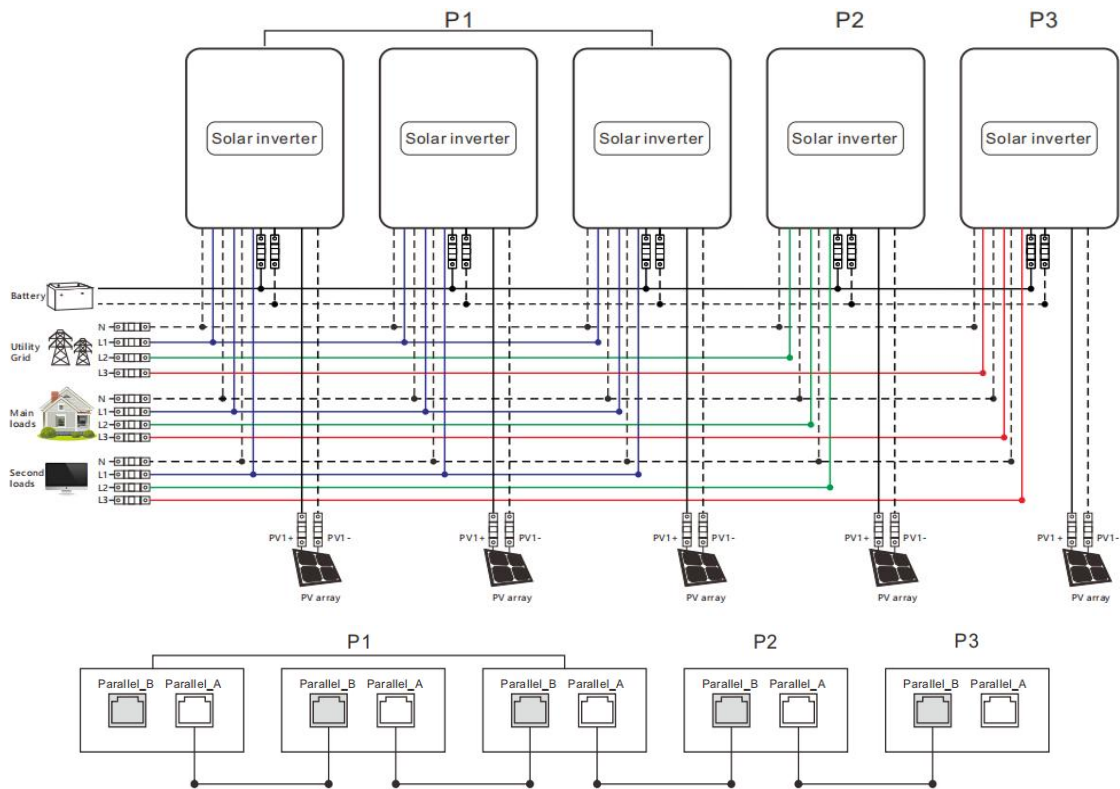 P1 P2 P3
Solar inverter Solar inverter Solar inverter Solar inverter Solar inverter
Battery
N
Utility
Grid
L1
L2
L3
N
Main
loads
L1
L2
L3
N
Second
loads
L1
L2
L3
PV1+ PV1- PV1+ PV1- PV1+ PV1- PV1+ PV1- PV1+ PV1-
PV array PV array PV array PV array PV array
P1 P2 P3
Parallel_B Parallel_A Parallel_B Parallel_A Parallel_B Parallel_A Parallel_B Parallel_A Parallel_B Parallel_A